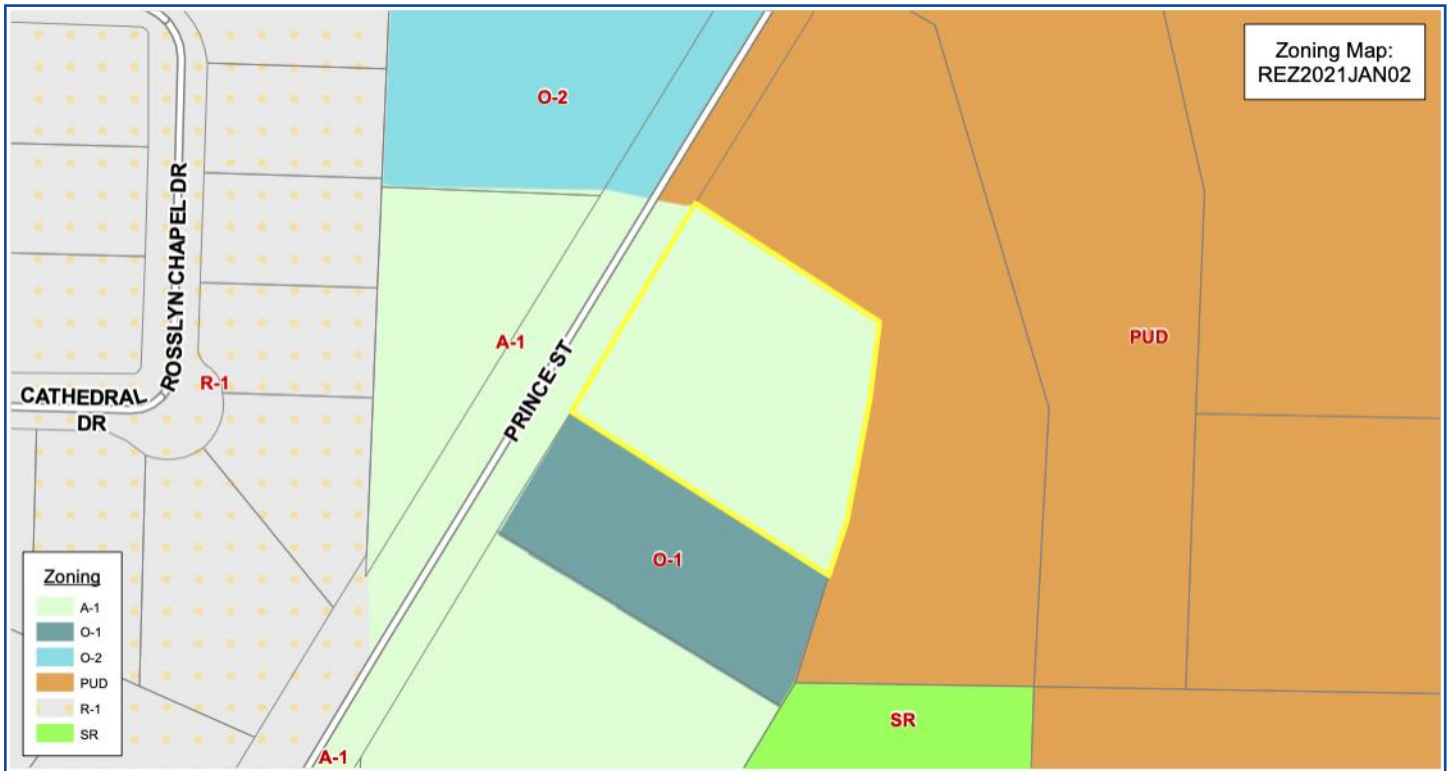 Zoning Map:
REZ2021JAN02
O-2
ROSSLYN CHAPEL DR
PUD
A-1
PRINCE ST
R-1
CATHEDRAL
DR
O-1
Zoning
A-1
O-1
O-2
PUD
R-1
SR
SR
A-1